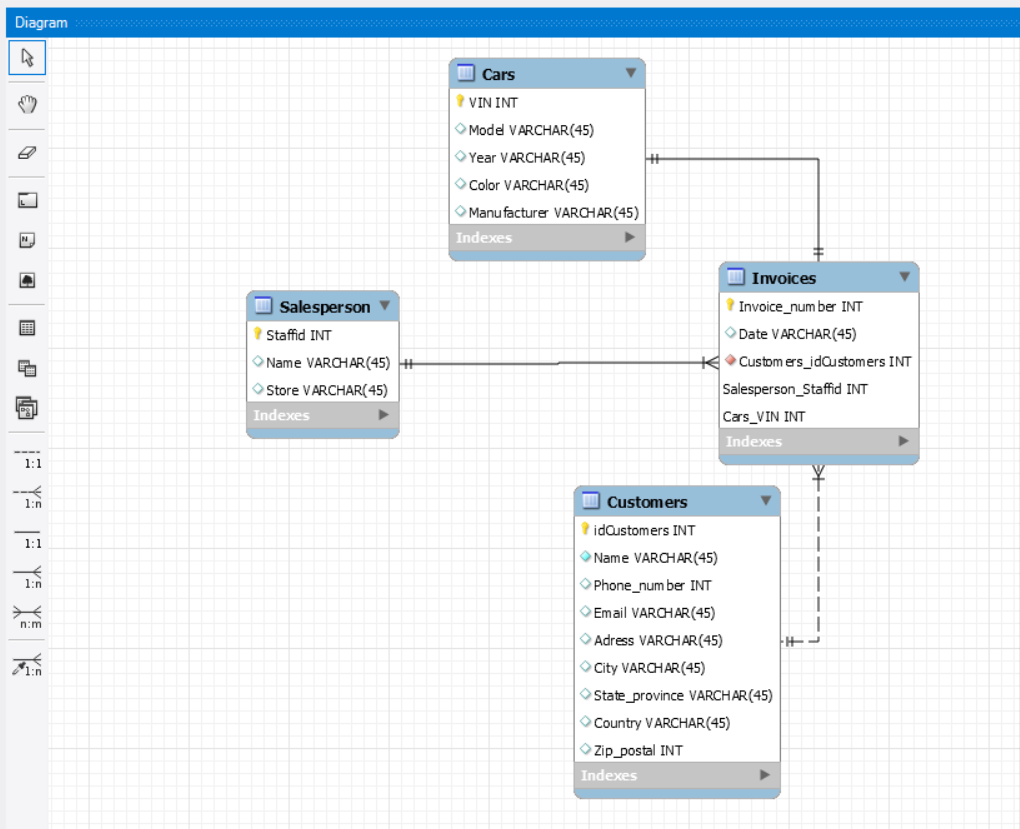 Diagram
Cars
VIN INT
Model VARCHAR(45)
Year VARCHAR(45)
Color VARCHAR(45)
Manufacturer VARCHAR(45)
Indexes
Salesperson
Staffid INT
Name VARCHAR(45)
Store VARCHAR(45)
Indexes
Invoices
Invoice_number INT
Date VARCHAR(45)
Customers_idCustomers INT
Salesperson_Staffid INT
Cars_VIN INT
Indexes
Customers
idCustomers INT
Name VARCHAR(45)
Phone_number INT
Email VARCHAR(45)
Adress VARCHAR(45)
City VARCHAR(45)
State_province VARCHAR(45)
Country VARCHAR(45)
Zip_postal INT
Indexes
1:1
1:n
1:1
1:n
n:m
1:n